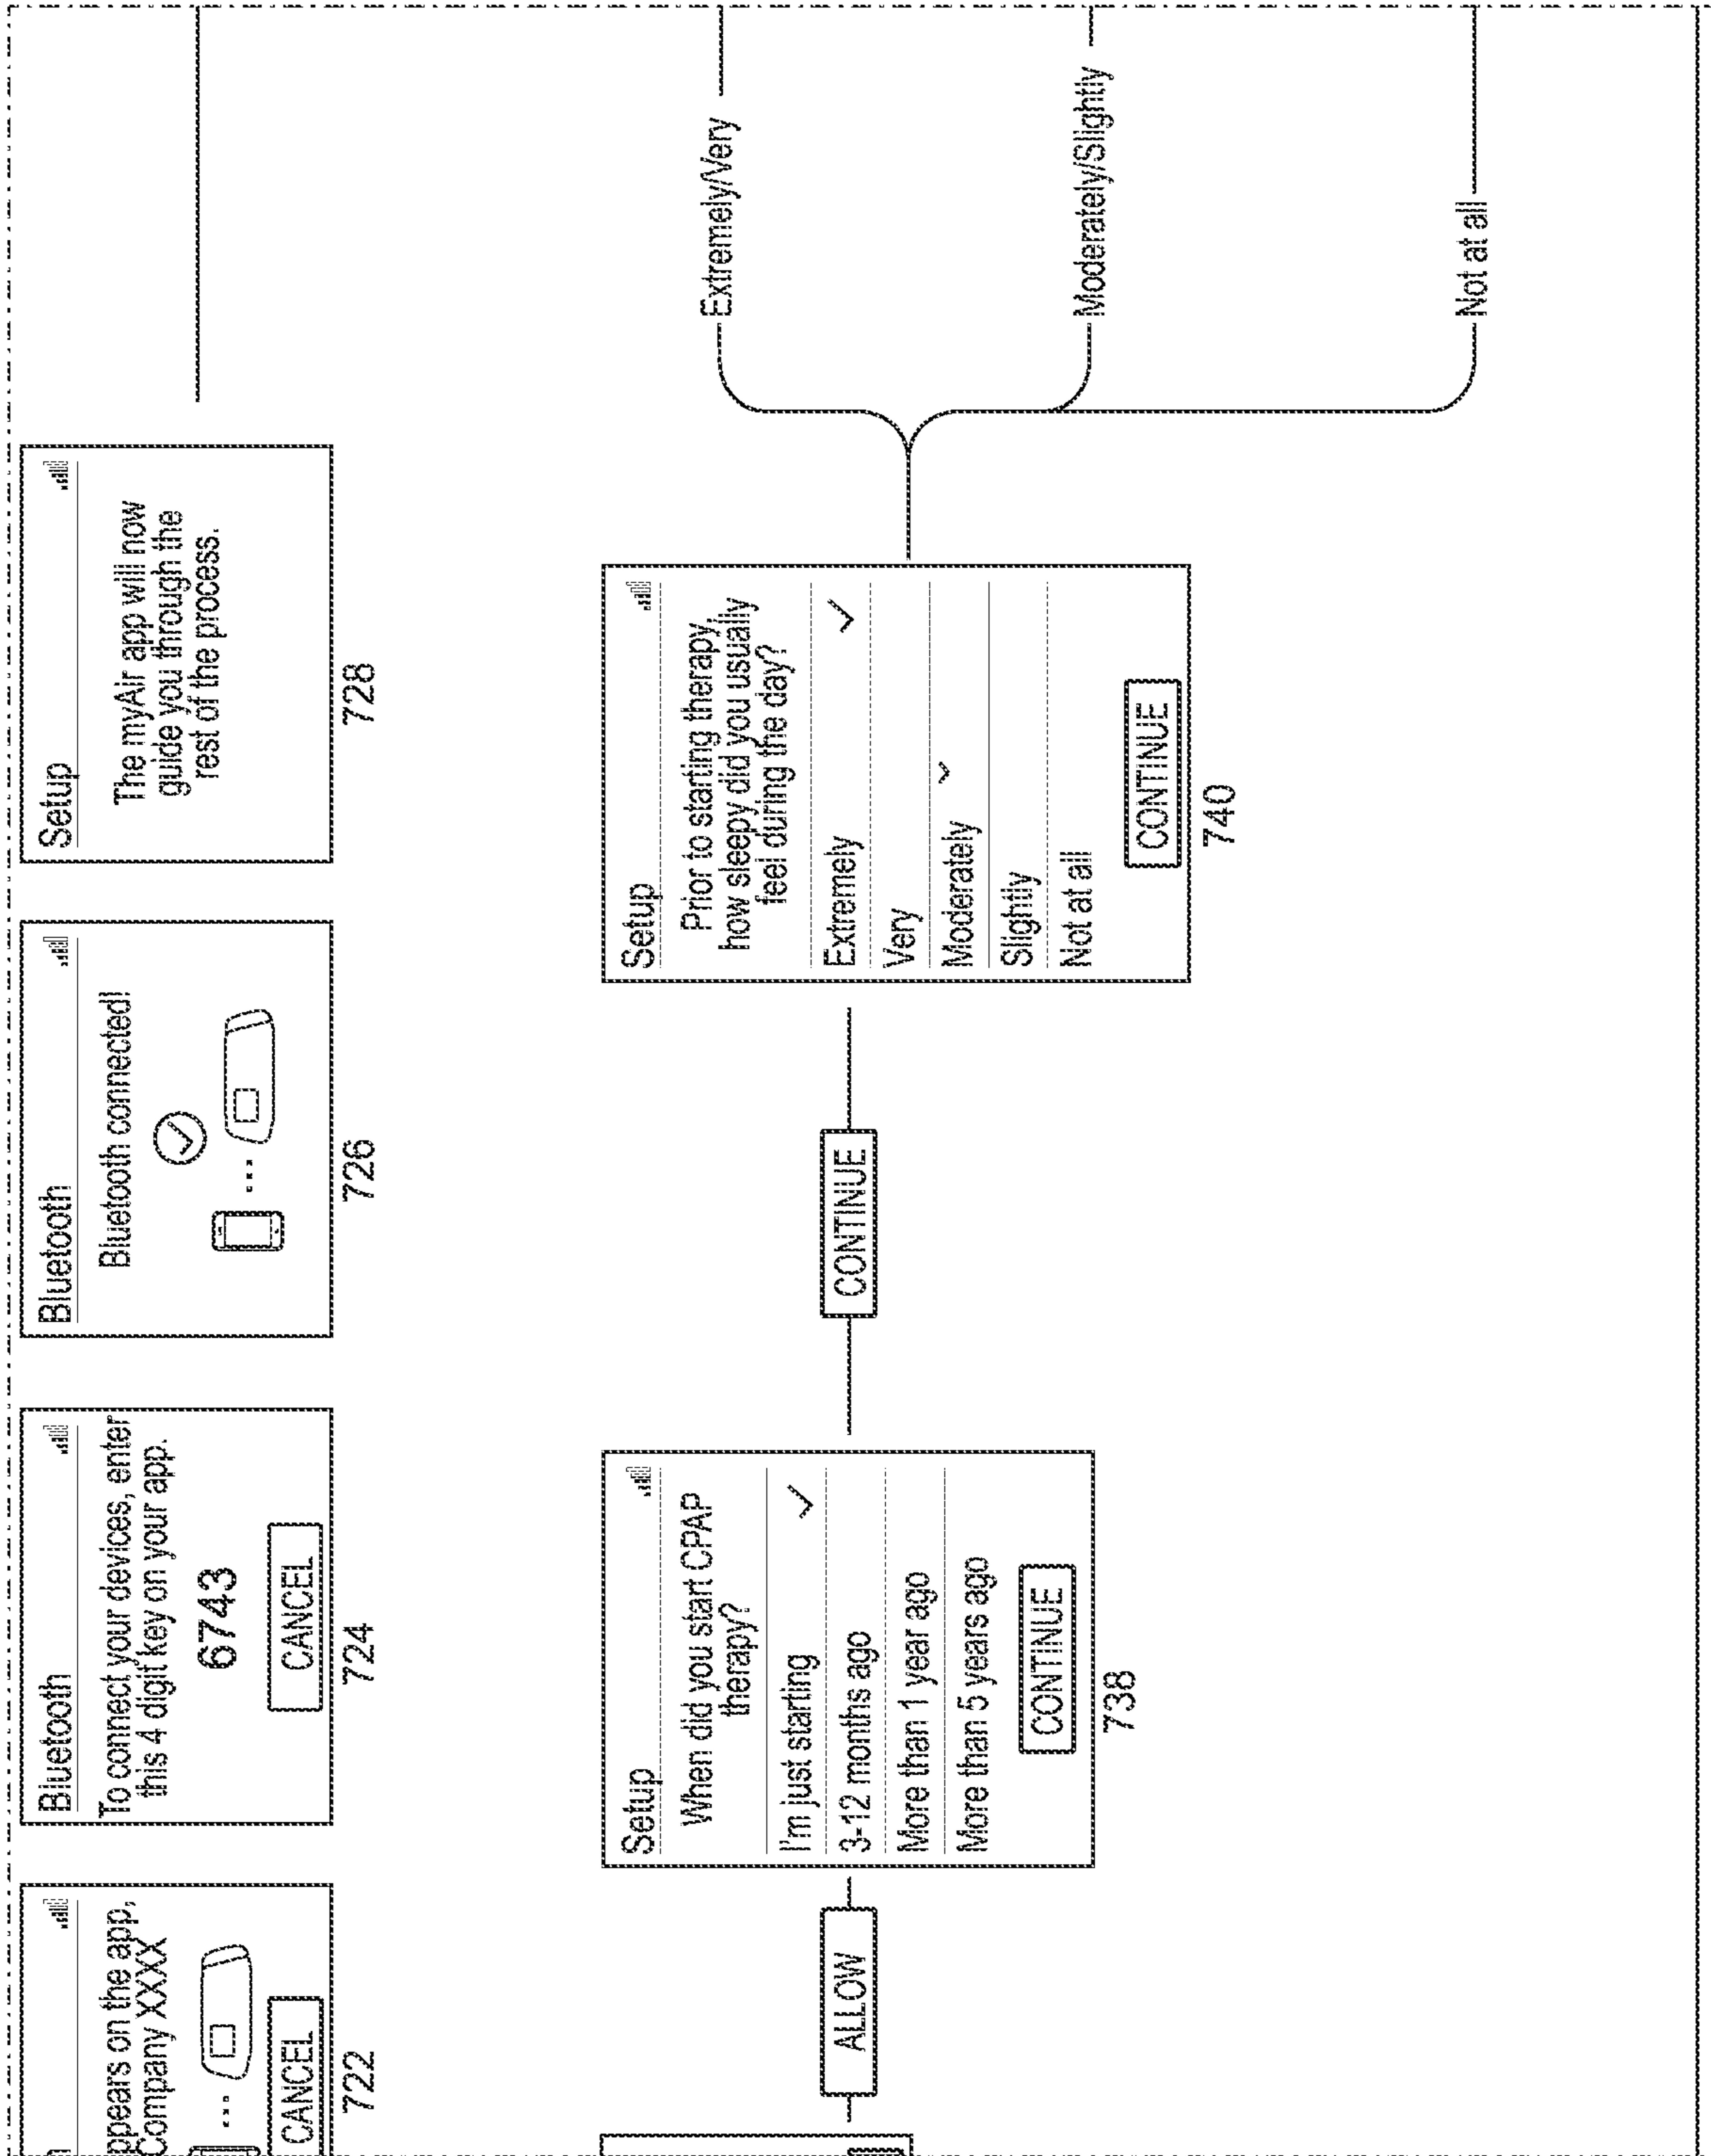 ppears on the app,
Company XXXX
CANCEL
722
Bluetooth
To connect your devices, enter
this 4 digit key on your app.
6743
CANCEL
724
Bluetooth
Bluetooth connected!
726
Setup
The myAir app will now
guide you through the
rest of the process.
728
ALLOW
Setup
When did you start CPAP
therapy?
I'm just starting
3-12 months ago
More than 1 year ago
More than 5 years ago
CONTINUE
738
CONTINUE
Setup
Prior to starting therapy,
how sleepy did you usually
feel during the day?
Extremely
Very
Moderately
Slightly
Not at all
CONTINUE
740
Extremely/Very
Moderately/Slightly
Not at all